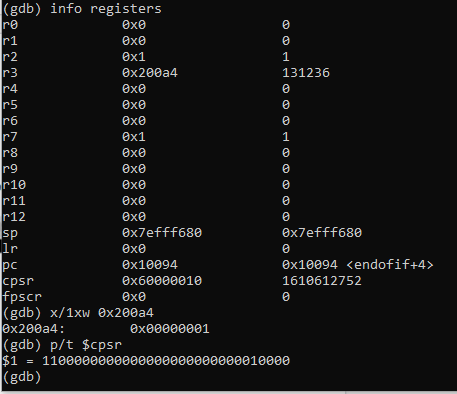 (gdb) info registers
r0 0x0 0
r1 0x0 0
r2 0x1 1
r3 0x200a4 131236
r4 0x0 0
r5 0x0 0
r6 0x0 0
r7 0x1 1
r8 0x0 0
r9 0x0 0
r10 0x0 0
r11 0x0 0
r12 0x0 0
sp 0x7efff680 0x7efff680
lr 0x0 0
pc 0x10094 0x10094 <endofif+4>
cpsr 0x60000010 1610612752
fpscr 0x0 0
(gdb) x/1xw 0x200a4
0x200a4: 0x00000001
(gdb) p/t $cpsr
$1 = 1100000000000000000000000010000
(gdb)